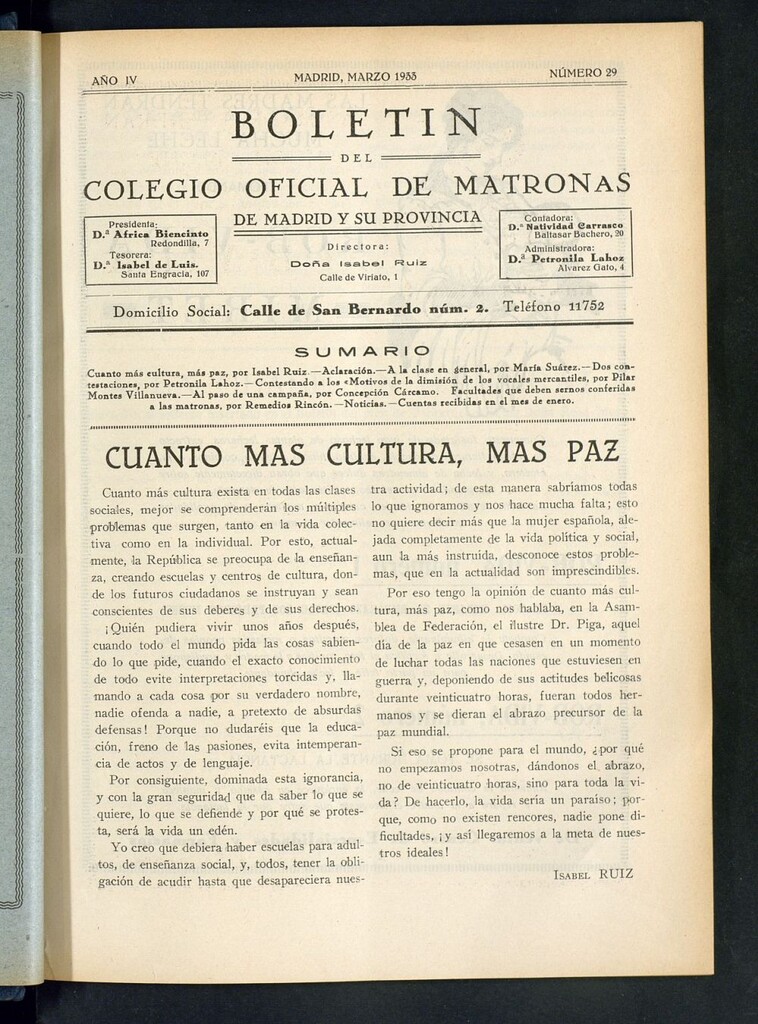 AÑO IV
MADRID, MARZO 1933
NÚMERO 29
BOLETIN
DEL
COLEGIO OFICIAL DE MATRONAS
DE MADRID Y SU PROVINCIA
Presidenta:
D.ª Africa Biencinto
Redondilla, 7
Tesorera:
D.ª Isabel de Luis.
Santa Engracia, 107
Directora:
Doña Isabel Ruiz
Calle de Viriato, 1
Contadora:
D.ª Natividad Carrasco
Baltasar Bachero, 20
Administradora:
D.ª Petronila Lahoz
Alvarez Gato, 4
Domicilio Social: Calle de San Bernardo núm. 2. Teléfono 11752
SUMARIO
Cuanto más cultura, más paz, por Isabel Ruiz.—Aclaración.—A la clase en general, por María Suárez.—Dos con-
testaciones, por Petronila Lahoz.—Contestando a los «Motivos de la dimisión de los vocales mercantiles, por Pilar
Montes Villanueva.—Al paso de una campaña, por Concepción Cárcamo. Facultades que deben sernos conferidas
a las matronas, por Remedios Rincón.—Noticias.—Cuentas recibidas en el mes de enero.
CUANTO MAS CULTURA, MAS PAZ
Cuanto más cultura exista en todas las clases
sociales, mejor se comprenderán los múltiples
problemas que surgen, tanto en la vida colec-
tiva como en la individual. Por esto, actual-
mente, la República se preocupa de la enseñan-
za, creando escuelas y centros de cultura, don-
de los futuros ciudadanos se instruyan y sean
conscientes de sus deberes y de sus derechos.
¡Quién pudiera vivir unos años después,
cuando todo el mundo pida las cosas sabien-
do lo que pide, cuando el exacto conocimiento
de todo evite interpretaciones torcidas y, lla-
mando a cada cosa por su verdadero nombre,
nadie ofenda a nadie, a pretexto de absurdas
defensas! Porque no dudaréis que la educa-
ción, freno de las pasiones, evita intemperan-
cia de actos y de lenguaje.
Por consiguiente, dominada esta ignorancia,
y con la gran seguridad que da saber lo que se
quiere, lo que se defiende y por qué se protes-
ta, será la vida un edén.
Yo creo que debiera haber escuelas para adul-
tos, de enseñanza social, y, todos, tener la obli-
gación de acudir hasta que desapareciera nues-
tra actividad; de esta manera sabríamos todas
lo que ignoramos y nos hace mucha falta; esto
no quiere decir más que la mujer española, ale-
jada completamente de la vida política y social,
aun la más instruída, desconoce estos proble-
mas, que en la actualidad son imprescindibles.
Por eso tengo la opinión de cuanto más cul-
tura, más paz, como nos hablaba, en la Asam-
blea de Federación, el ilustre Dr. Piga, aquel
día de la paz en que cesasen en un momento
de luchar todas las naciones que estuviesen en
guerra y, deponiendo de sus actitudes belicosas
durante veinticuatro horas, fueran todos her-
manos y se dieran el abrazo precursor de la
paz mundial.
Si eso se propone para el mundo, ¿por qué
no empezamos nosotras, dándonos el abrazo,
no de veinticuatro horas, sino para toda la vi-
da? De hacerlo, la vida sería un paraíso; por-
que, como no existen rencores, nadie pone di-
ficultades, ¡y así llegaremos a la meta de nues-
tros ideales!
ISABEL RUIZ